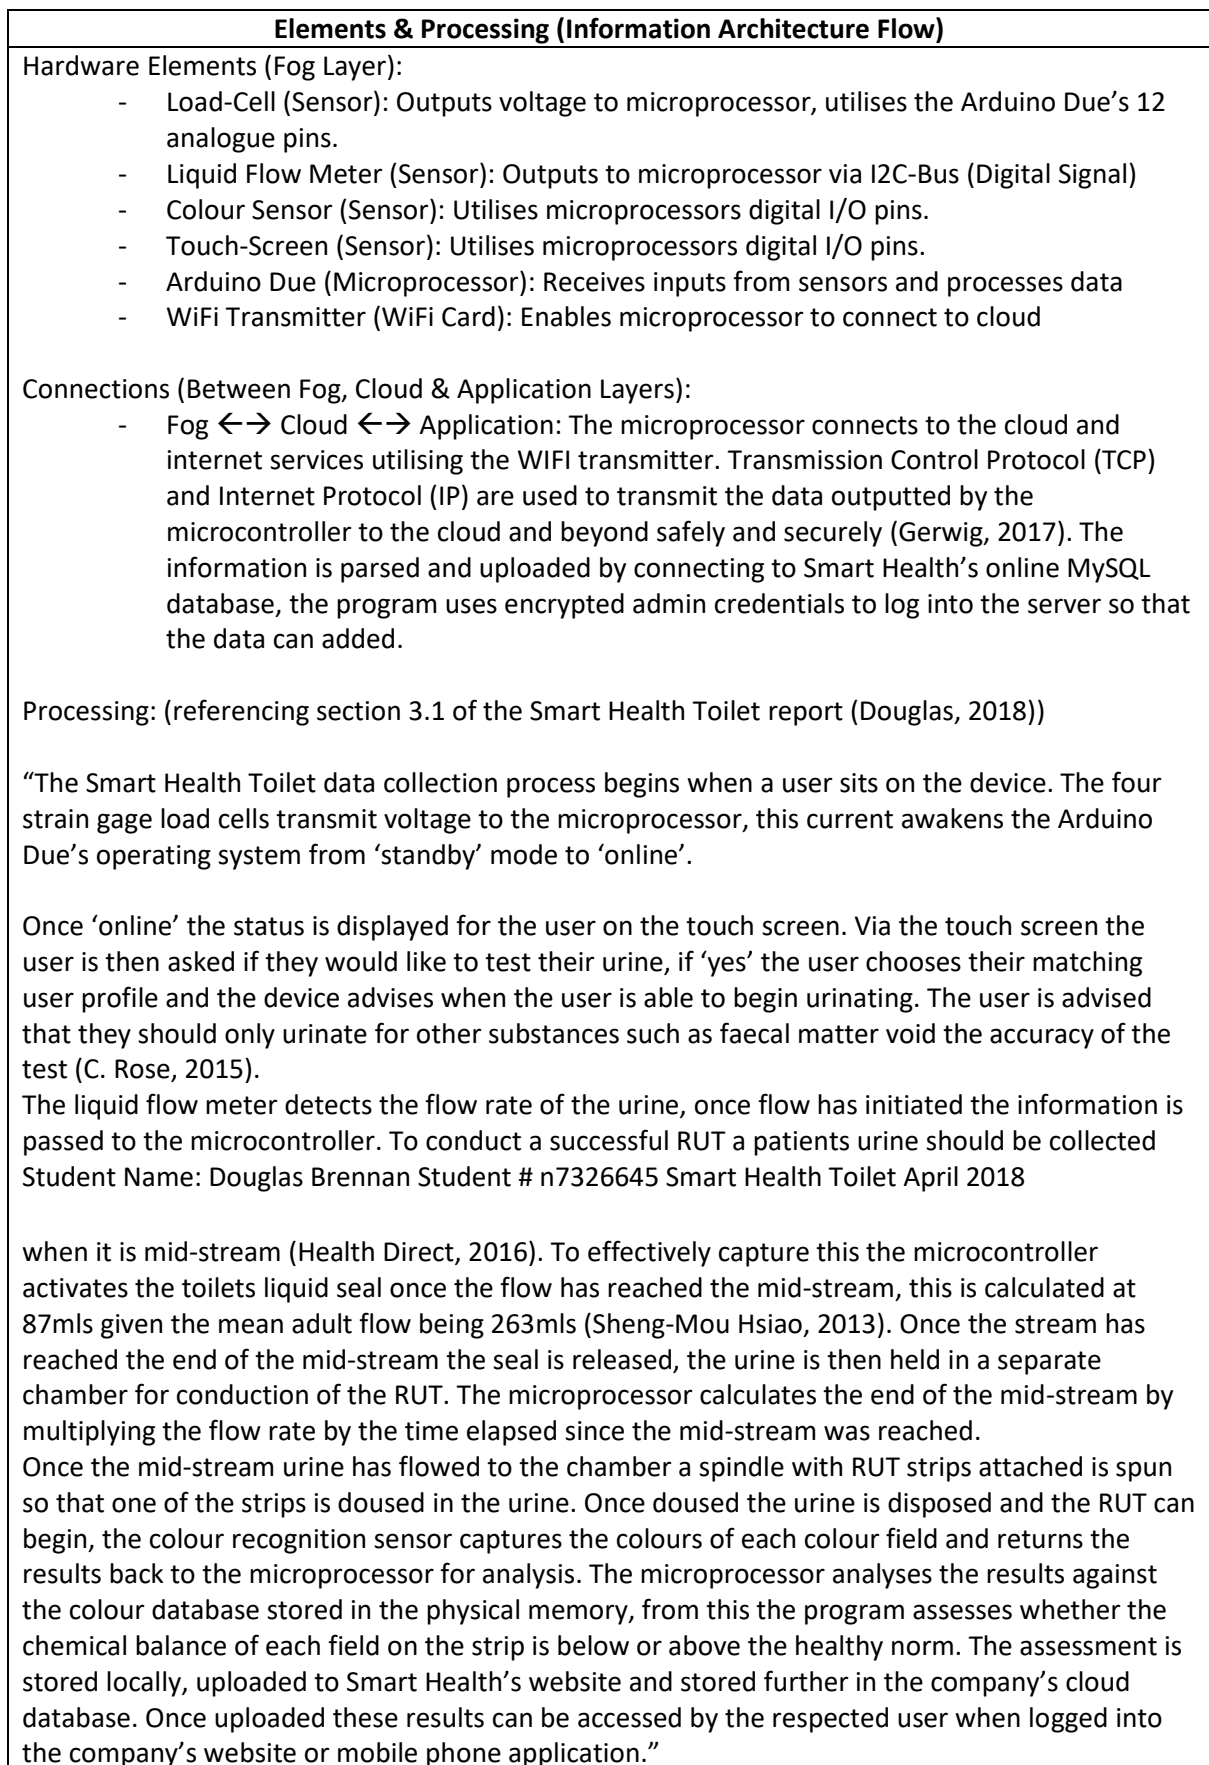 Elements & Processing (Information Architecture Flow)
Hardware Elements (Fog Layer):
- Load-Cell (Sensor): Outputs voltage to microprocessor, utilises the Arduino Due’s 12
analogue pins.
- Liquid Flow Meter (Sensor): Outputs to microprocessor via I2C-Bus (Digital Signal)
- Colour Sensor (Sensor): Utilises microprocessors digital I/O pins.
- Touch-Screen (Sensor): Utilises microprocessors digital I/O pins.
- Arduino Due (Microprocessor): Receives inputs from sensors and processes data
- WiFi Transmitter (WiFi Card): Enables microprocessor to connect to cloud
Connections (Between Fog, Cloud & Application Layers):
- Fog ←→ Cloud ←→ Application: The microprocessor connects to the cloud and
internet services utilising the WIFI transmitter. Transmission Control Protocol (TCP)
and Internet Protocol (IP) are used to transmit the data outputted by the
microcontroller to the cloud and beyond safely and securely (Gerwig, 2017). The
information is parsed and uploaded by connecting to Smart Health’s online MySQL
database, the program uses encrypted admin credentials to log into the server so that
the data can added.
Processing: (referencing section 3.1 of the Smart Health Toilet report (Douglas, 2018))
“The Smart Health Toilet data collection process begins when a user sits on the device. The four
strain gage load cells transmit voltage to the microprocessor, this current awakens the Arduino
Due’s operating system from ‘standby’ mode to ‘online’.
Once ‘online’ the status is displayed for the user on the touch screen. Via the touch screen the
user is then asked if they would like to test their urine, if ‘yes’ the user chooses their matching
user profile and the device advises when the user is able to begin urinating. The user is advised
that they should only urinate for other substances such as faecal matter void the accuracy of the
test (C. Rose, 2015).
The liquid flow meter detects the flow rate of the urine, once flow has initiated the information is
passed to the microcontroller. To conduct a successful RUT a patients urine should be collected
Student Name: Douglas Brennan Student # n7326645 Smart Health Toilet April 2018
when it is mid-stream (Health Direct, 2016). To effectively capture this the microcontroller
activates the toilets liquid seal once the flow has reached the mid-stream, this is calculated at
87mls given the mean adult flow being 263mls (Sheng-Mou Hsiao, 2013). Once the stream has
reached the end of the mid-stream the seal is released, the urine is then held in a separate
chamber for conduction of the RUT. The microprocessor calculates the end of the mid-stream by
multiplying the flow rate by the time elapsed since the mid-stream was reached.
Once the mid-stream urine has flowed to the chamber a spindle with RUT strips attached is spun
so that one of the strips is doused in the urine. Once doused the urine is disposed and the RUT can
begin, the colour recognition sensor captures the colours of each colour field and returns the
results back to the microprocessor for analysis. The microprocessor analyses the results against
the colour database stored in the physical memory, from this the program assesses whether the
chemical balance of each field on the strip is below or above the healthy norm. The assessment is
stored locally, uploaded to Smart Health’s website and stored further in the company’s cloud
database. Once uploaded these results can be accessed by the respected user when logged into
the company’s website or mobile phone application.”